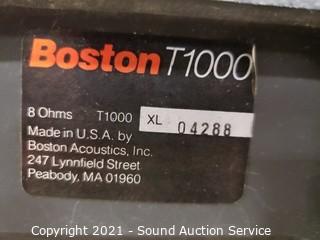 Boston T1000
8 Ohms T1000 XL 04288
Made in U.S.A. by
Boston Acoustics, Inc.
247 Lynnfield Street
Peabody, MA 01960
Copyright 2021 - Sound Auction Service